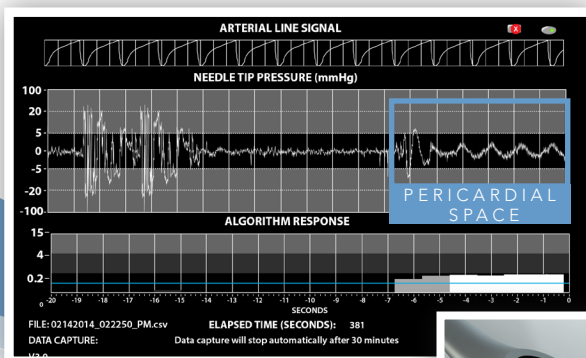 ARTERIAL LINE SIGNAL
X
NEEDLE TIP PRESSURE (mmHg)
100
20
5
0
-5
-20
-100
PERICARDIAL
SPACE
ALGORITHM RESPONSE
15
4
0.2
0
-20 -19 -18 -17 -16 -15 -14 -13 -12 -11 -10 -9 -8 -7 -6 -5 -4 -3 -2 -1 0
SECONDS
FILE: 02142014_022250_PM.csv ELAPSED TIME (SECONDS): 381
DATA CAPTURE: Data capture will stop automatically after 30 minutes